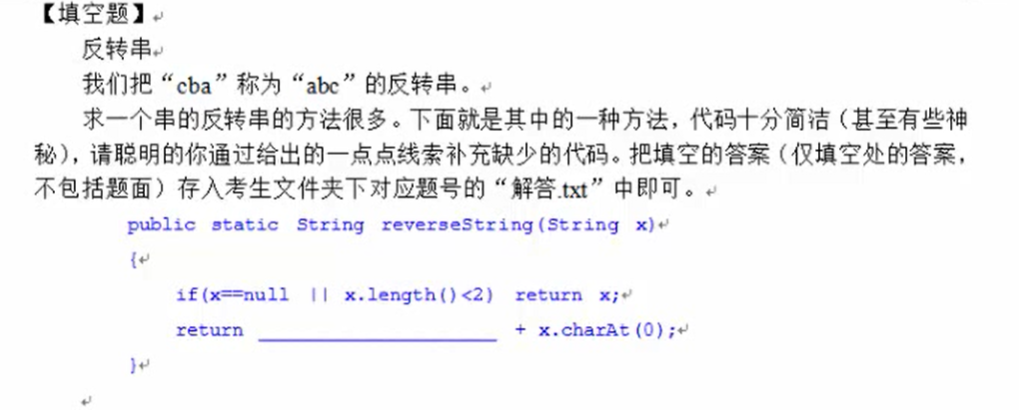 【填空题】
反转串
我们把“cba”称为“abc”的反转串。
求一个串的反转串的方法很多。下面就是其中的一种方法，代码十分简洁（甚至有些神
秘），请聪明的你通过给出的一点点线索补充缺少的代码。把填空的答案（仅填空处的答案，
不包括题面）存入考生文件夹下对应题号的“解答.txt”中即可。
public static String reverseString(String x)
{
if(x==null || x.length()<2) return x;
return ____________________ + x.charAt(0);
}